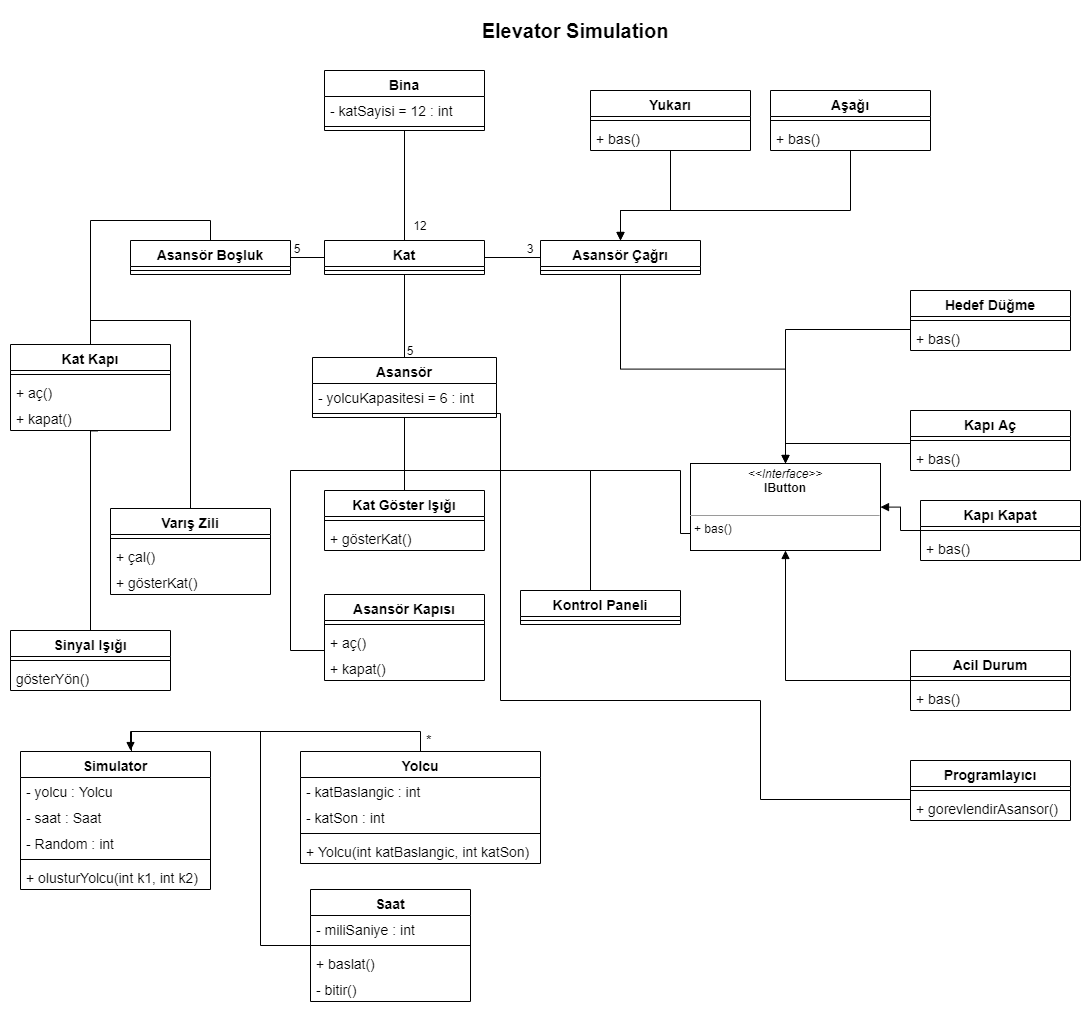 Elevator Simulation
Bina
- katSayisi = 12 : int
Yukarı
+ bas()
Aşağı
+ bas()
12
Asansör Boşluk
5
Kat
3
Asansör Çağrı
Hedef Düğme
+ bas()
Kat Kapı
+ aç()
+ kapat()
5
Asansör
- yolcuKapasitesi = 6 : int
Kapı Aç
+ bas()
<<Interface>>
IButton
+ bas()
Kat Göster Işığı
+ gösterKat()
Kapı Kapat
+ bas()
Varış Zili
+ çal()
+ gösterKat()
Asansör Kapısı
+ aç()
+ kapat()
Kontrol Paneli
Sinyal Işığı
gösterYön()
Acil Durum
+ bas()
*
Simulator
- yolcu : Yolcu
- saat : Saat
- Random : int
+ olusturYolcu(int k1, int k2)
Yolcu
- katBaslangic : int
- katSon : int
+ Yolcu(int katBaslangic, int katSon)
Programlayıcı
+ gorevlendirAsansor()
Saat
- miliSaniye : int
+ baslat()
- bitir()